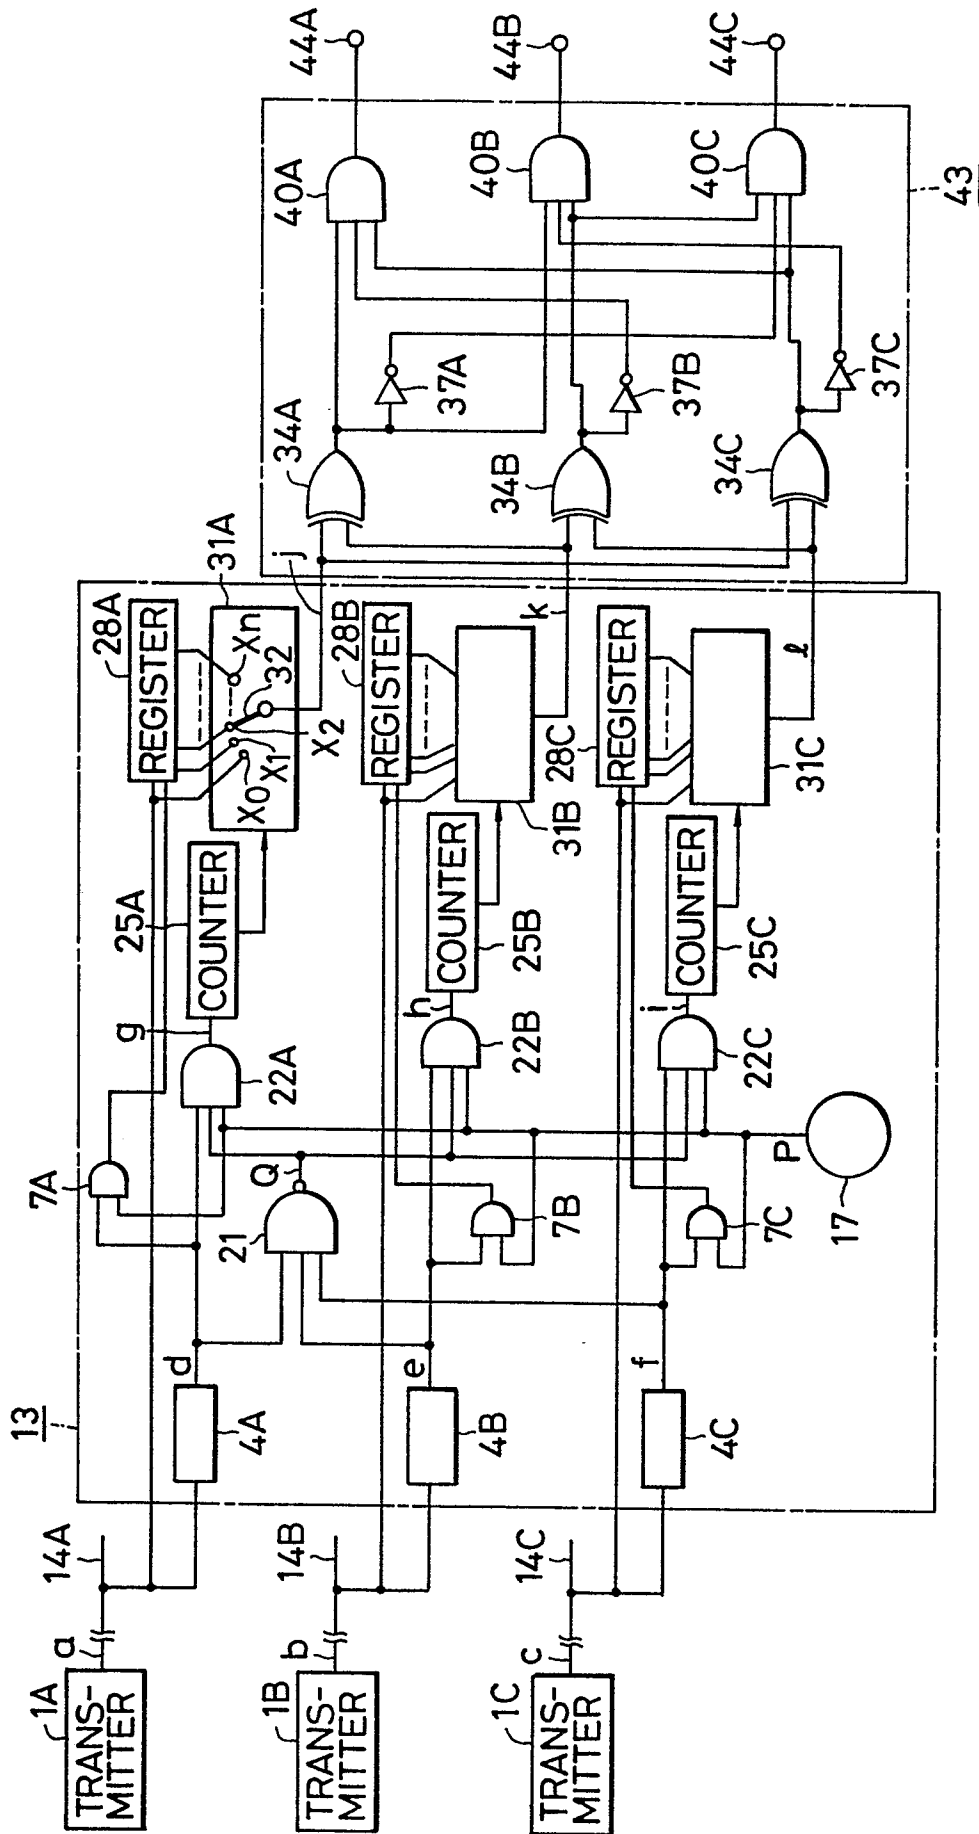 13
1A
TRANS-
MITTER
a
14A
4A
d
7A
22A
g
25A
COUNTER
28A
REGISTER
X0
X1
X2
Xn
32
31A
j
1B
TRANS-
MITTER
b
14B
4B
e
21
Q
7B
22B
h
COUNTER
25B
28B
REGISTER
31B
k
1C
TRANS-
MITTER
c
14C
4C
f
7C
P
17
22C
i
COUNTER
25C
28C
REGISTER
31C
ℓ
34A
37A
40A
44A
34B
37B
40B
44B
34C
37C
40C
44C
43